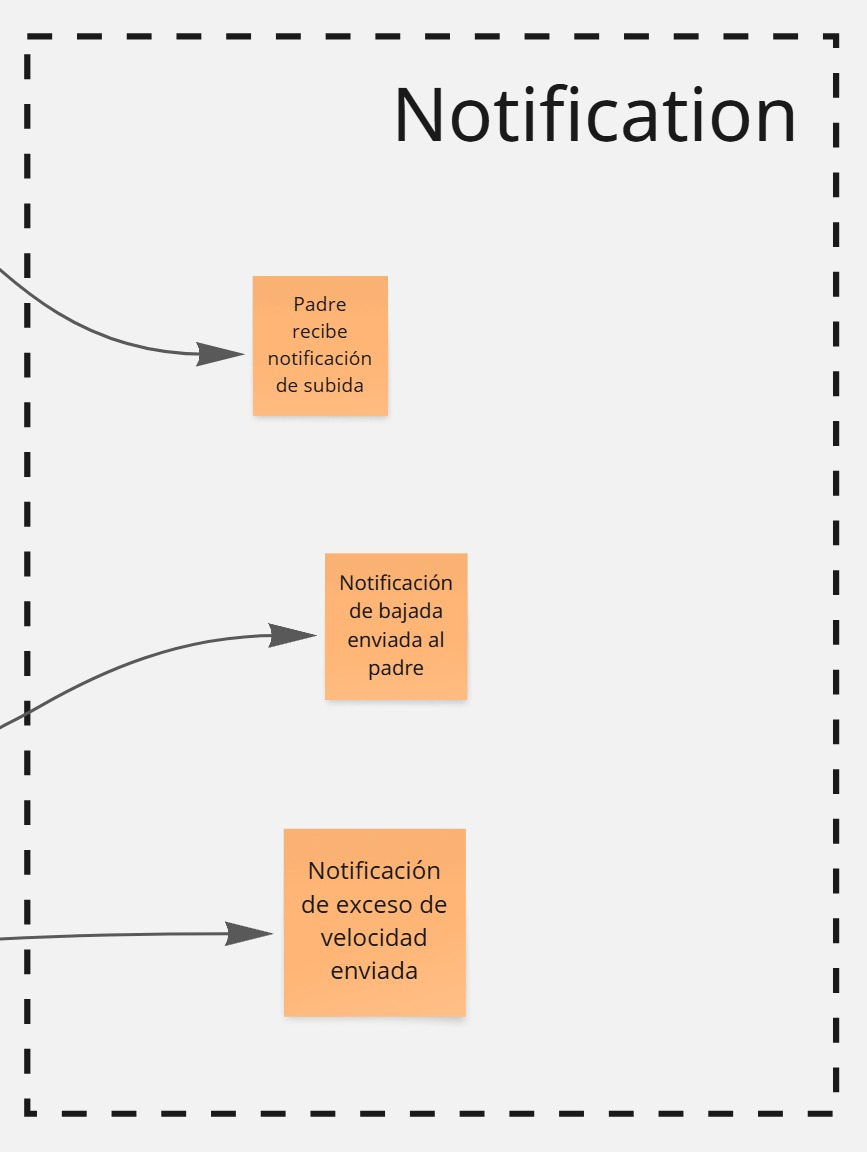 Notification
Padre
recibe
notificación
de subida
Notificación
de bajada
enviada al
padre
Notificación
de exceso de
velocidad
enviada